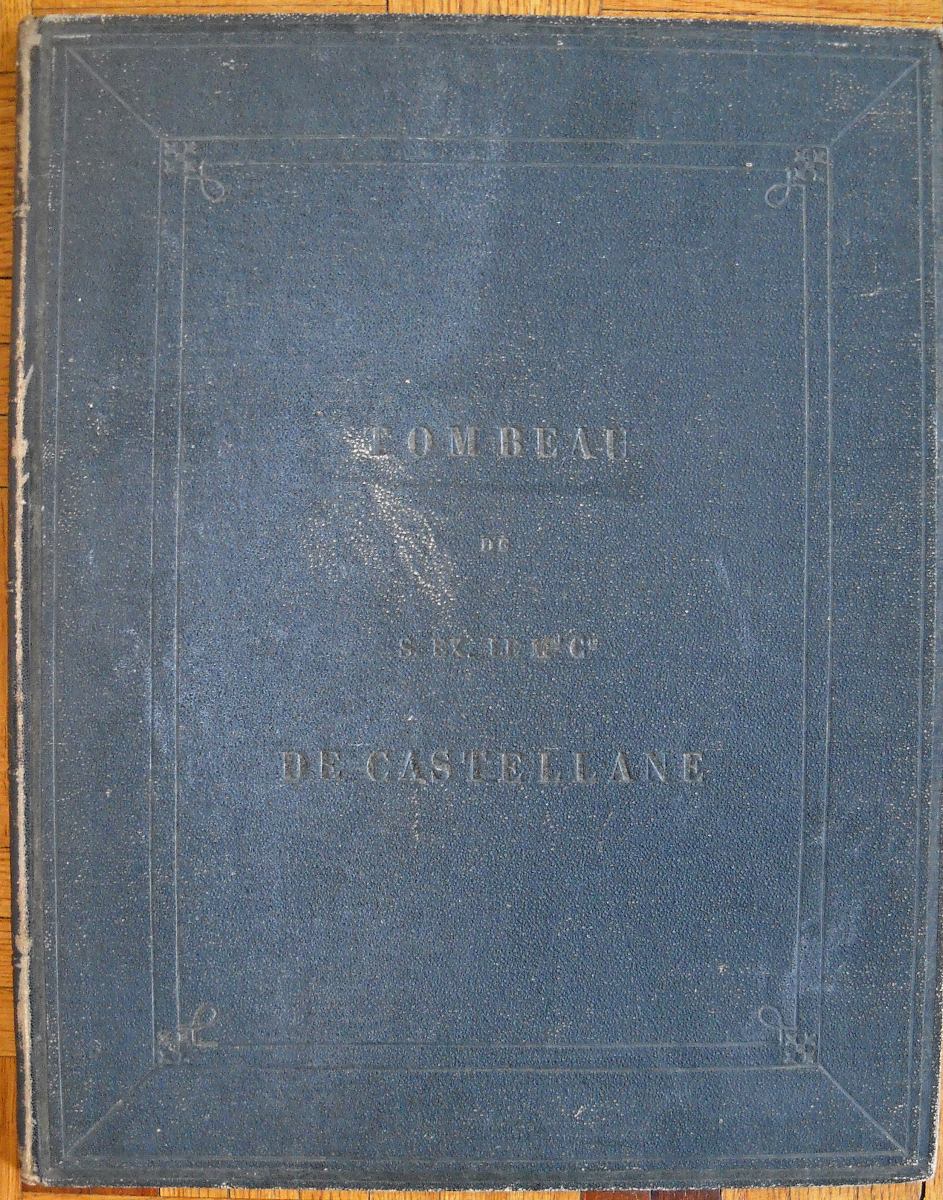 TOMBEAU
DE
S. EX. LE Mal Cte
DE CASTELLANE